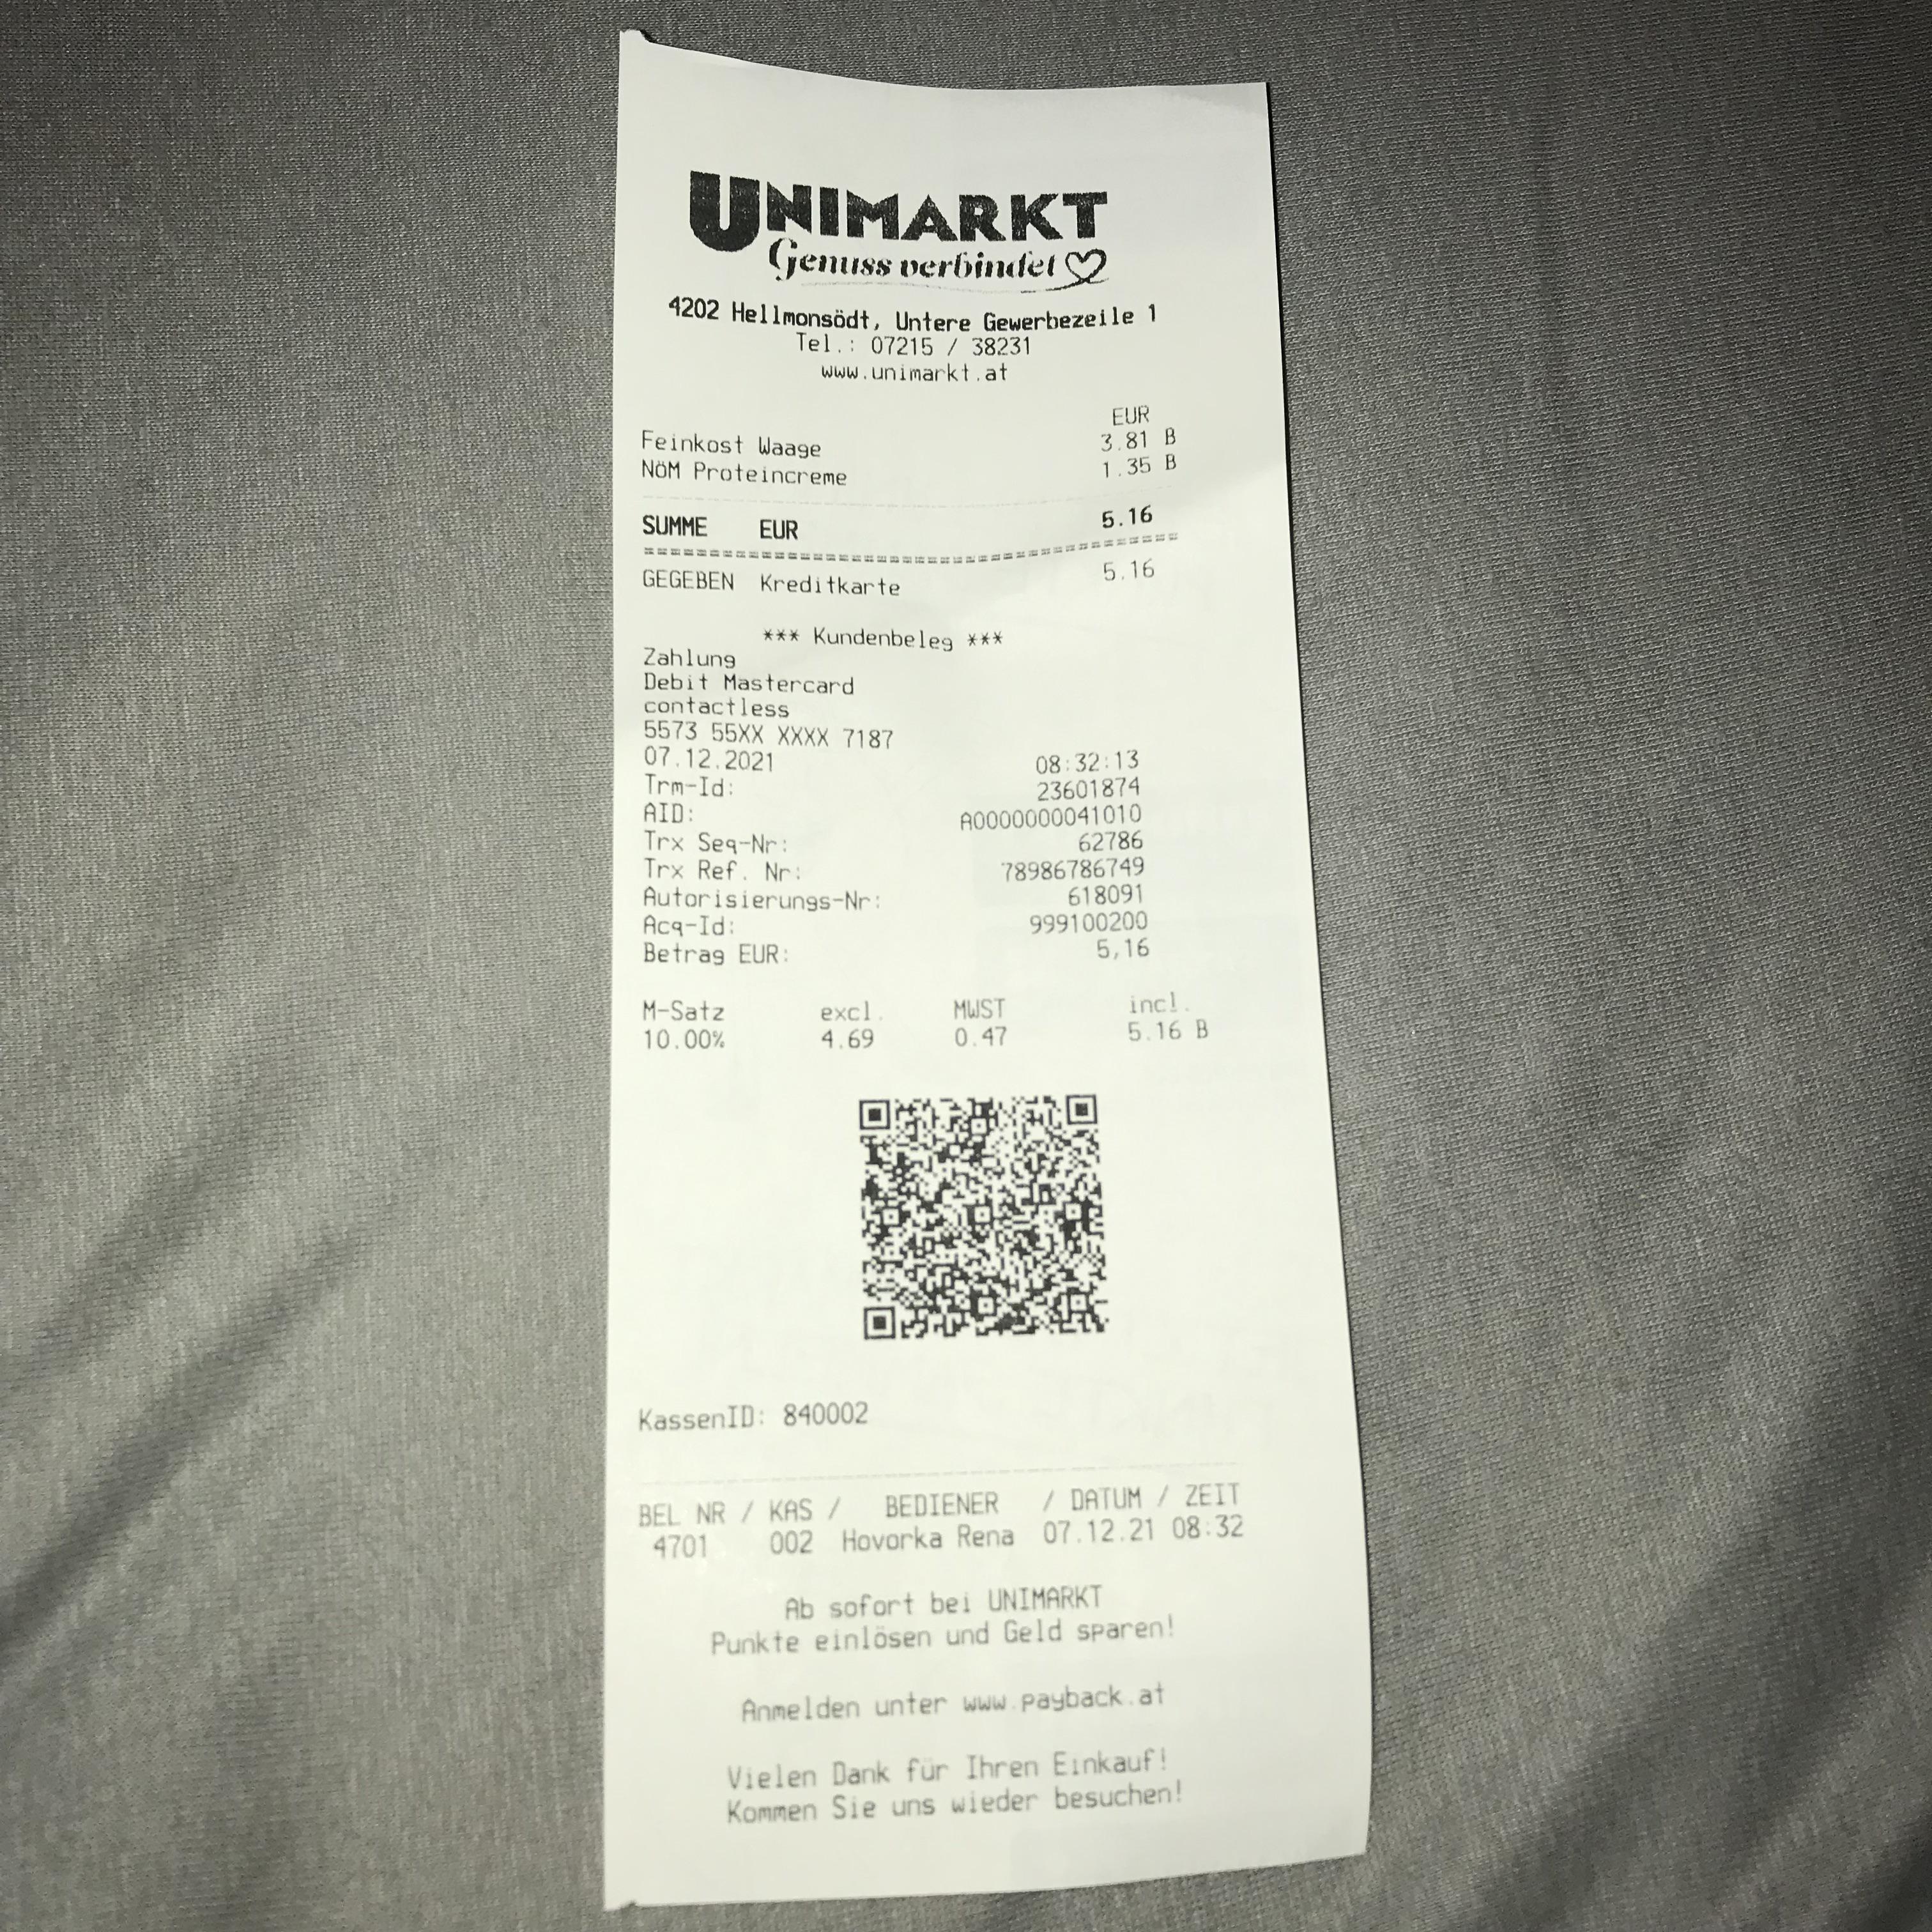 UNIMARKT
Genuss verbindet
4202 Hellmonsödt, Untere Gewerbezeile 1
Tel.: 07215 / 38231
www.unimarkt.at
EUR
Feinkost Waage 3.81 B
NÖM Proteincreme 1.35 B
SUMME EUR 5.16
GEGEBEN Kreditkarte 5.16
*** Kundenbeleg ***
Zahlung
Debit Mastercard
contactless
5573 55XX XXXX 7187
07.12.2021 08:32:13
Trm-Id: 23601874
AID: A0000000041010
Trx Seq-Nr: 62786
Trx Ref. Nr: 78986786749
Autorisierungs-Nr: 618091
Acq-Id: 999100200
Betrag EUR: 5,16
M-Satz excl. MWST incl.
10.00% 4.69 0.47 5.16 B
KassenID: 840002
BEL NR / KAS / BEDIENER / DATUM / ZEIT
4701 002 Hovorka Rena 07.12.21 08:32
Ab sofort bei UNIMARKT
Punkte einlösen und Geld sparen!
Anmelden unter www.payback.at
Vielen Dank für Ihren Einkauf!
Kommen Sie uns wieder besuchen!